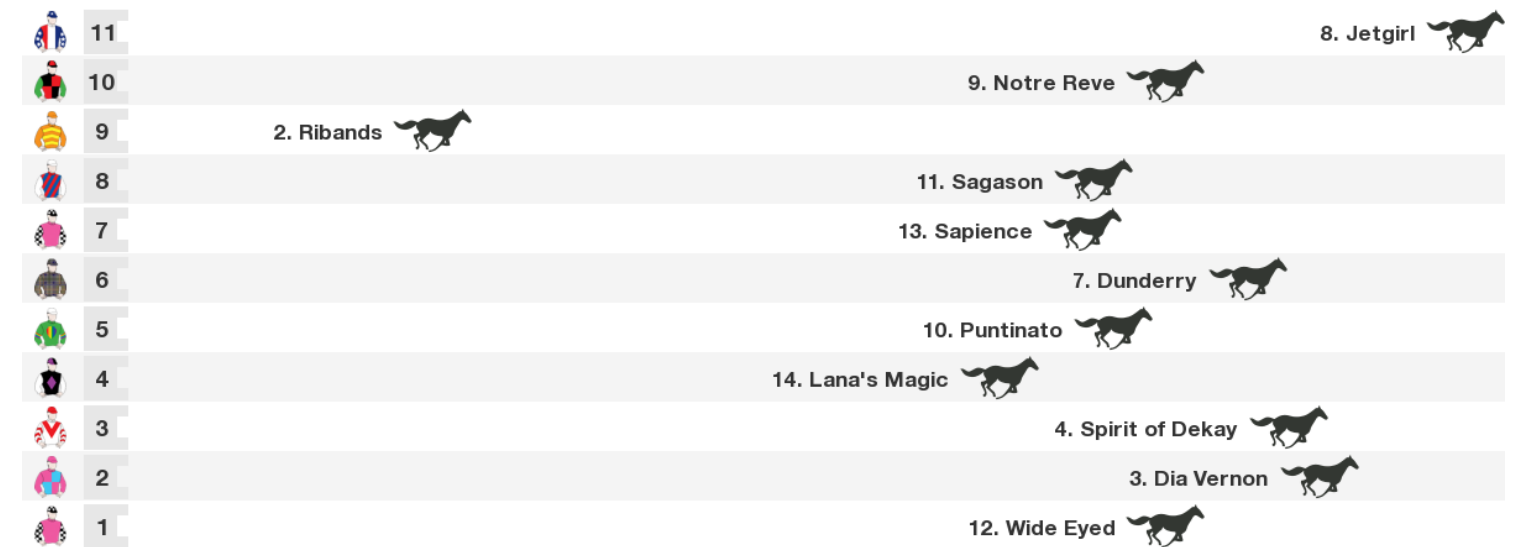 11 8. Jetgirl
10 9. Notre Reve
9 2. Ribands
8 11. Sagason
7 13. Sapience
6 7. Dunderry
5 10. Puntinato
4 14. Lana's Magic
3 4. Spirit of Dekay
2 3. Dia Vernon
1 12. Wide Eyed